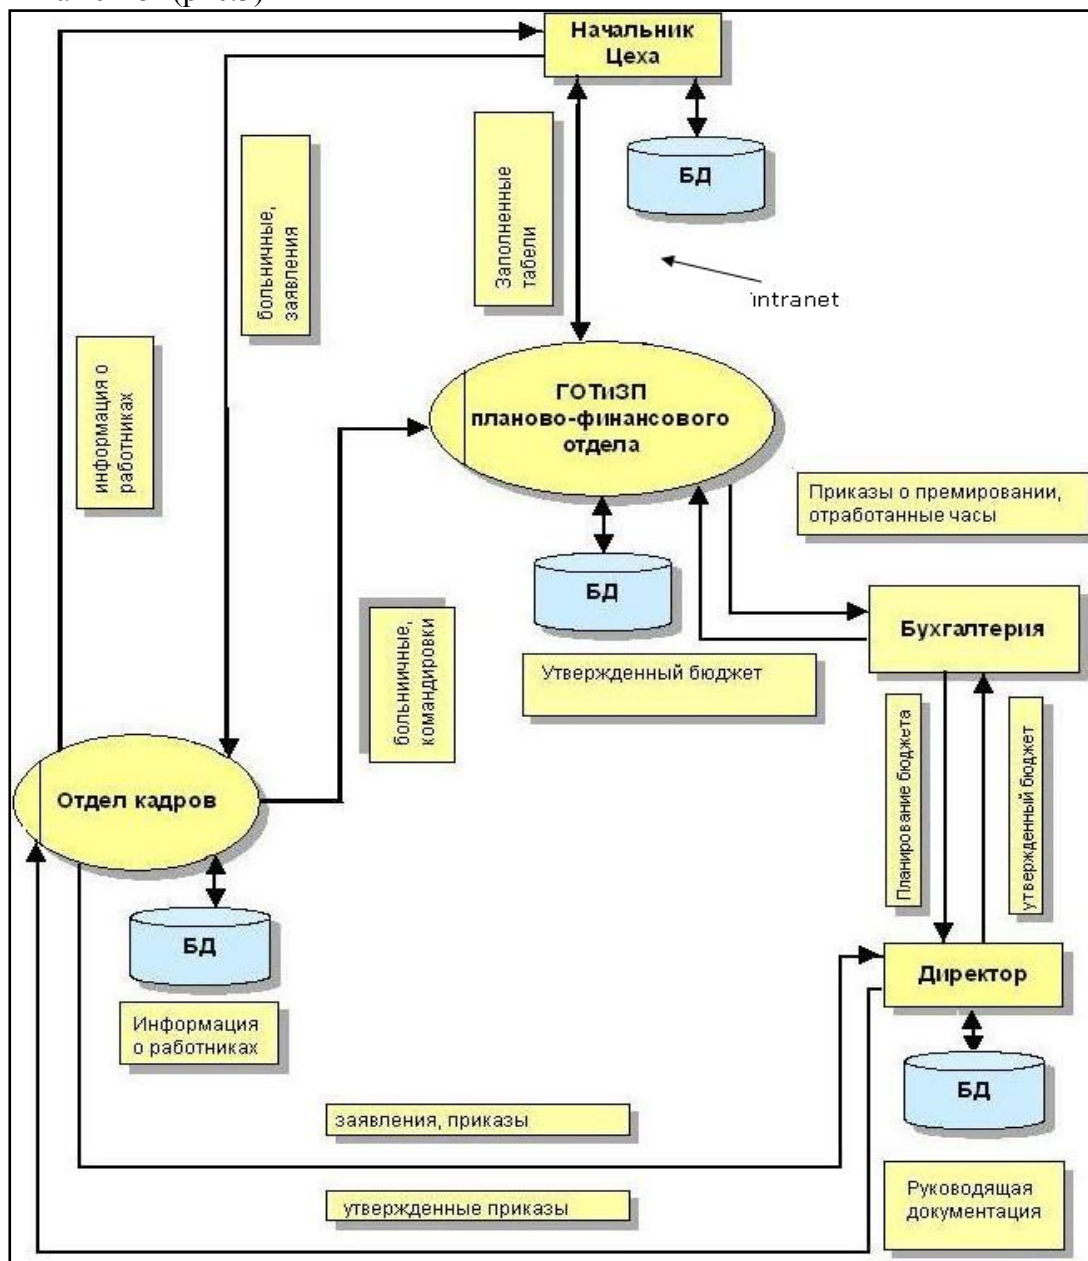 Начальник
Цеха
БД
больничные,
заявления
Заполненные
табели
intranet
информация о
работниках
ГОТиЗП
планово-финансового
отдела
Приказы о премировании,
отработанные часы
БД
Бухгалтерия
больниичные,
командировки
Утвержденный бюджет
Планирование бюджета
утвержденный бюджет
Отдел кадров
БД
Директор
Информация
о работниках
БД
заявления, приказы
утвержденные приказы
Руководящая
документация